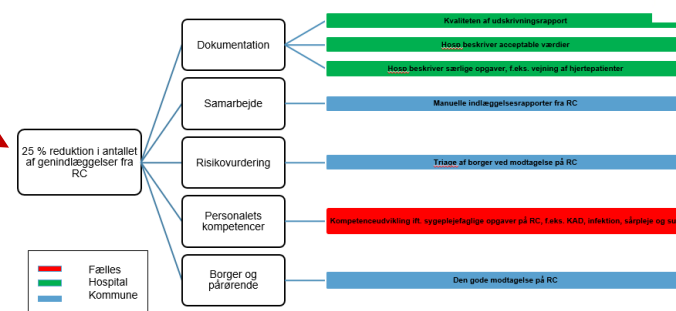 Kvaliteten af udskrivningsrapport
Dokumentation
Hosp beskriver acceptable værdier
Hosp beskriver særlige opgaver, f.eks. vejning af hjertepatienter
Samarbejde
Manuelle indlæggelsesrapporter fra RC
25 % reduktion i antallet
af genindlæggelser fra
RC
Risikovurdering
Triage af borger ved modtagelse på RC
Personalets
kompetencer
Kompetenceudvikling ift. sygeplejefaglige opgaver på RC, f.eks. KAD, infektion, sårpleje og su
Borger og
pårørende
Den gode modtagelse på RC
Fælles
Hospital
Kommune